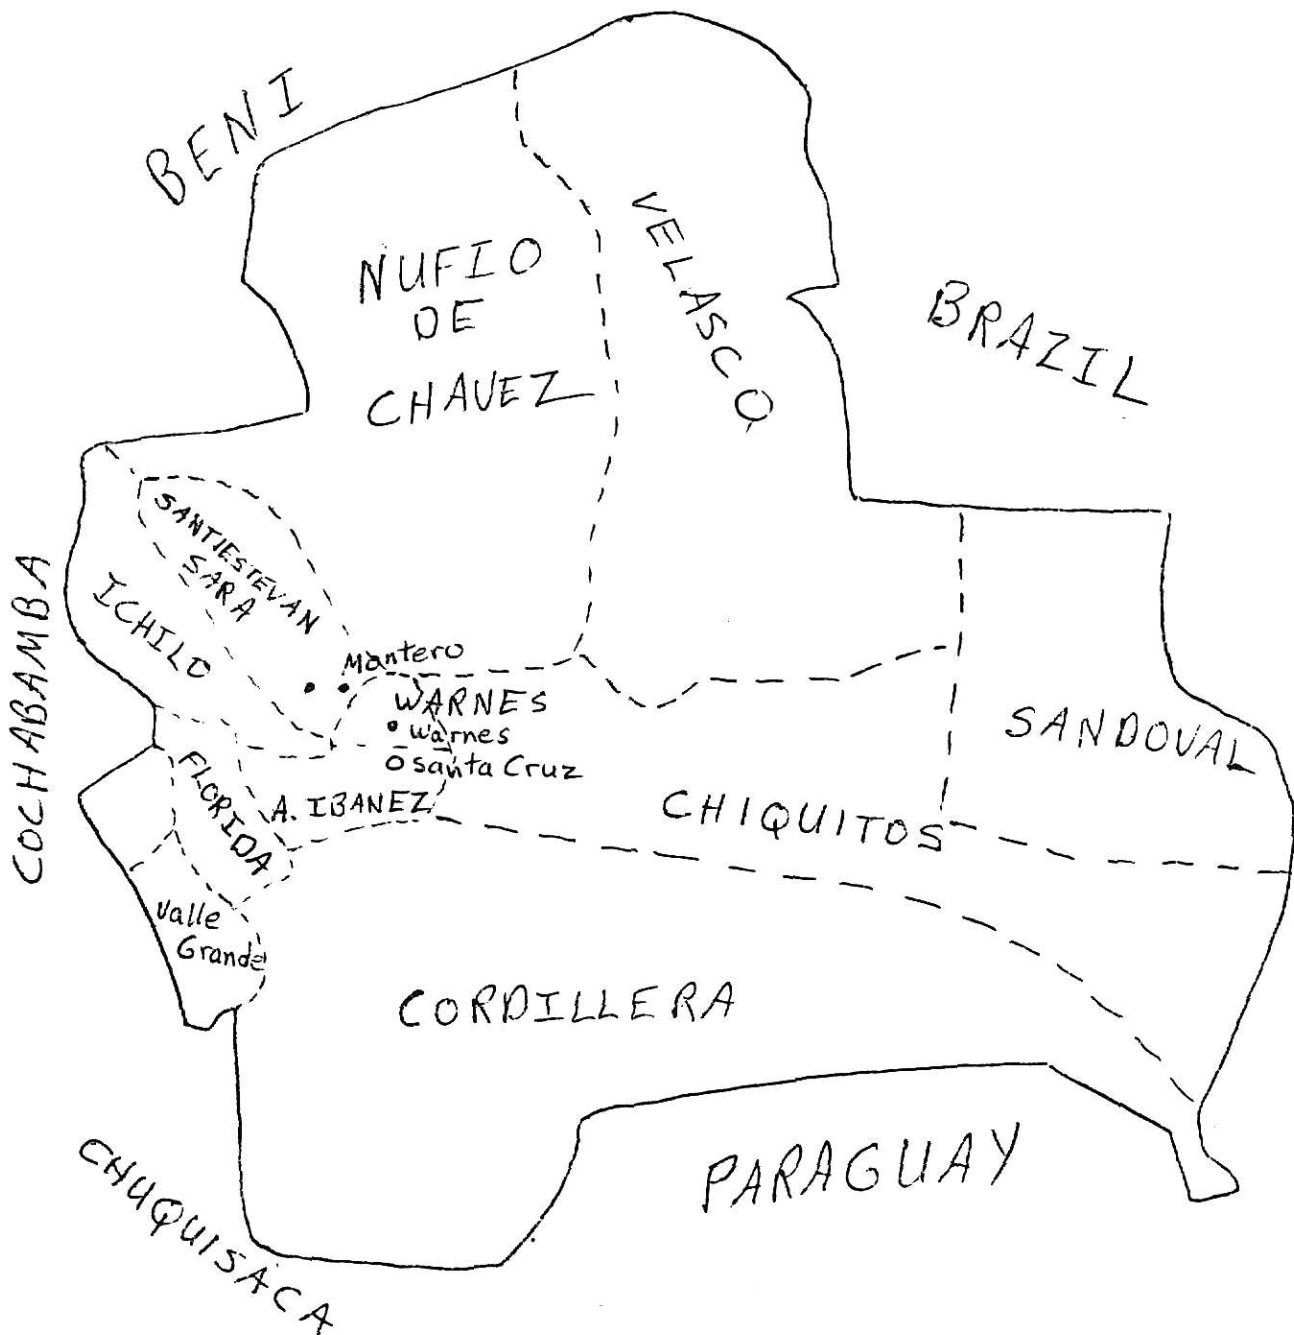 BENI
NUFIO
DE
CHAVEZ
VELASCO
BRAZIL
SANTIESTEVAN
SARA
ICHILO
COCHABAMBA
Mantero
WARNES
Warnes
Santa Cruz
SANDOVAL
FLORIDA
A. IBANEZ
CHIQUITOS
Valle
Grande
CORDILLERA
PARAGUAY
CHUQUISACA